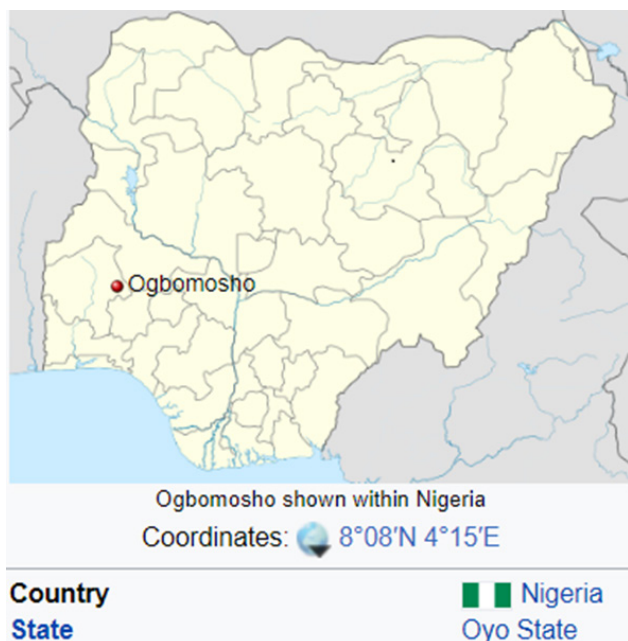 Ogbomosho
Ogbomosho shown within Nigeria
Coordinates: 8°08′N 4°15′E
Country Nigeria
State Oyo State